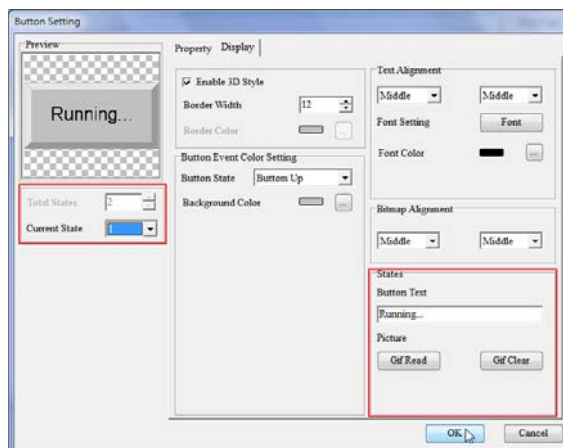 Button Setting
Preview
Running...
Total States 2
Current State 1
Property Display
Enable 3D Style
Border Width 12
Border Color ...
Button Event Color Setting
Button State Button Up
Background Color ...
Text Alignment
Middle Middle
Font Setting Font
Font Color ...
Bitmap Alignment
Middle Middle
States
Button Text
Running...
Picture
Gif Read Gif Clear
OK Cancel